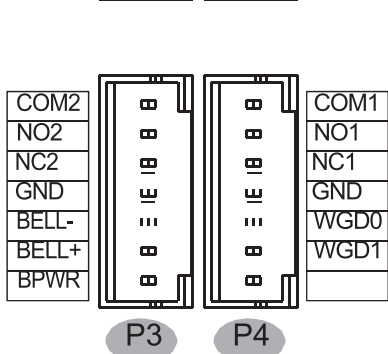 COM2
NO2
NC2
GND
BELL-
BELL+
BPWR
COM1
NO1
NC1
GND
WGD0
WGD1
P3
P4